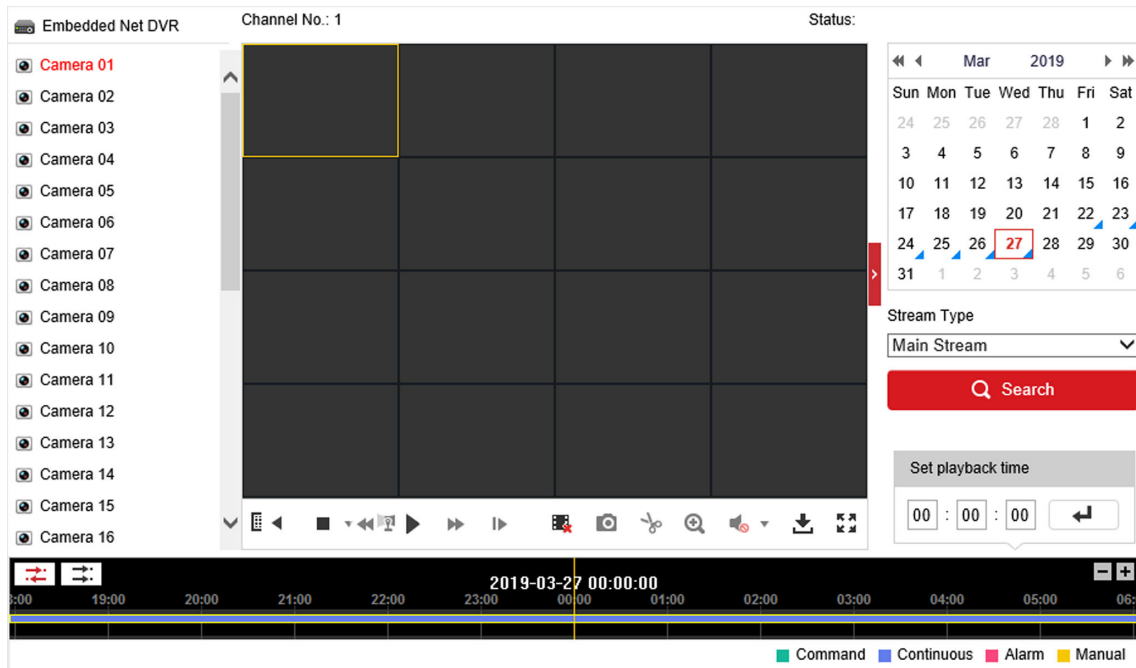 Embedded Net DVR
Camera 01
Camera 02
Camera 03
Camera 04
Camera 05
Camera 06
Camera 07
Camera 08
Camera 09
Camera 10
Camera 11
Camera 12
Camera 13
Camera 14
Camera 15
Camera 16
Channel No.: 1
Status:
Mar 2019
Sun Mon Tue Wed Thu Fri Sat
24 25 26 27 28 1 2
3 4 5 6 7 8 9
10 11 12 13 14 15 16
17 18 19 20 21 22 23
24 25 26 27 28 29 30
31 1 2 3 4 5 6
Stream Type
Main Stream
Search
Set playback time
00 : 00 : 00
2019-03-27 00:00:00
19:00 20:00 21:00 22:00 23:00 00:00 01:00 02:00 03:00 04:00 05:00
Command Continuous Alarm Manual